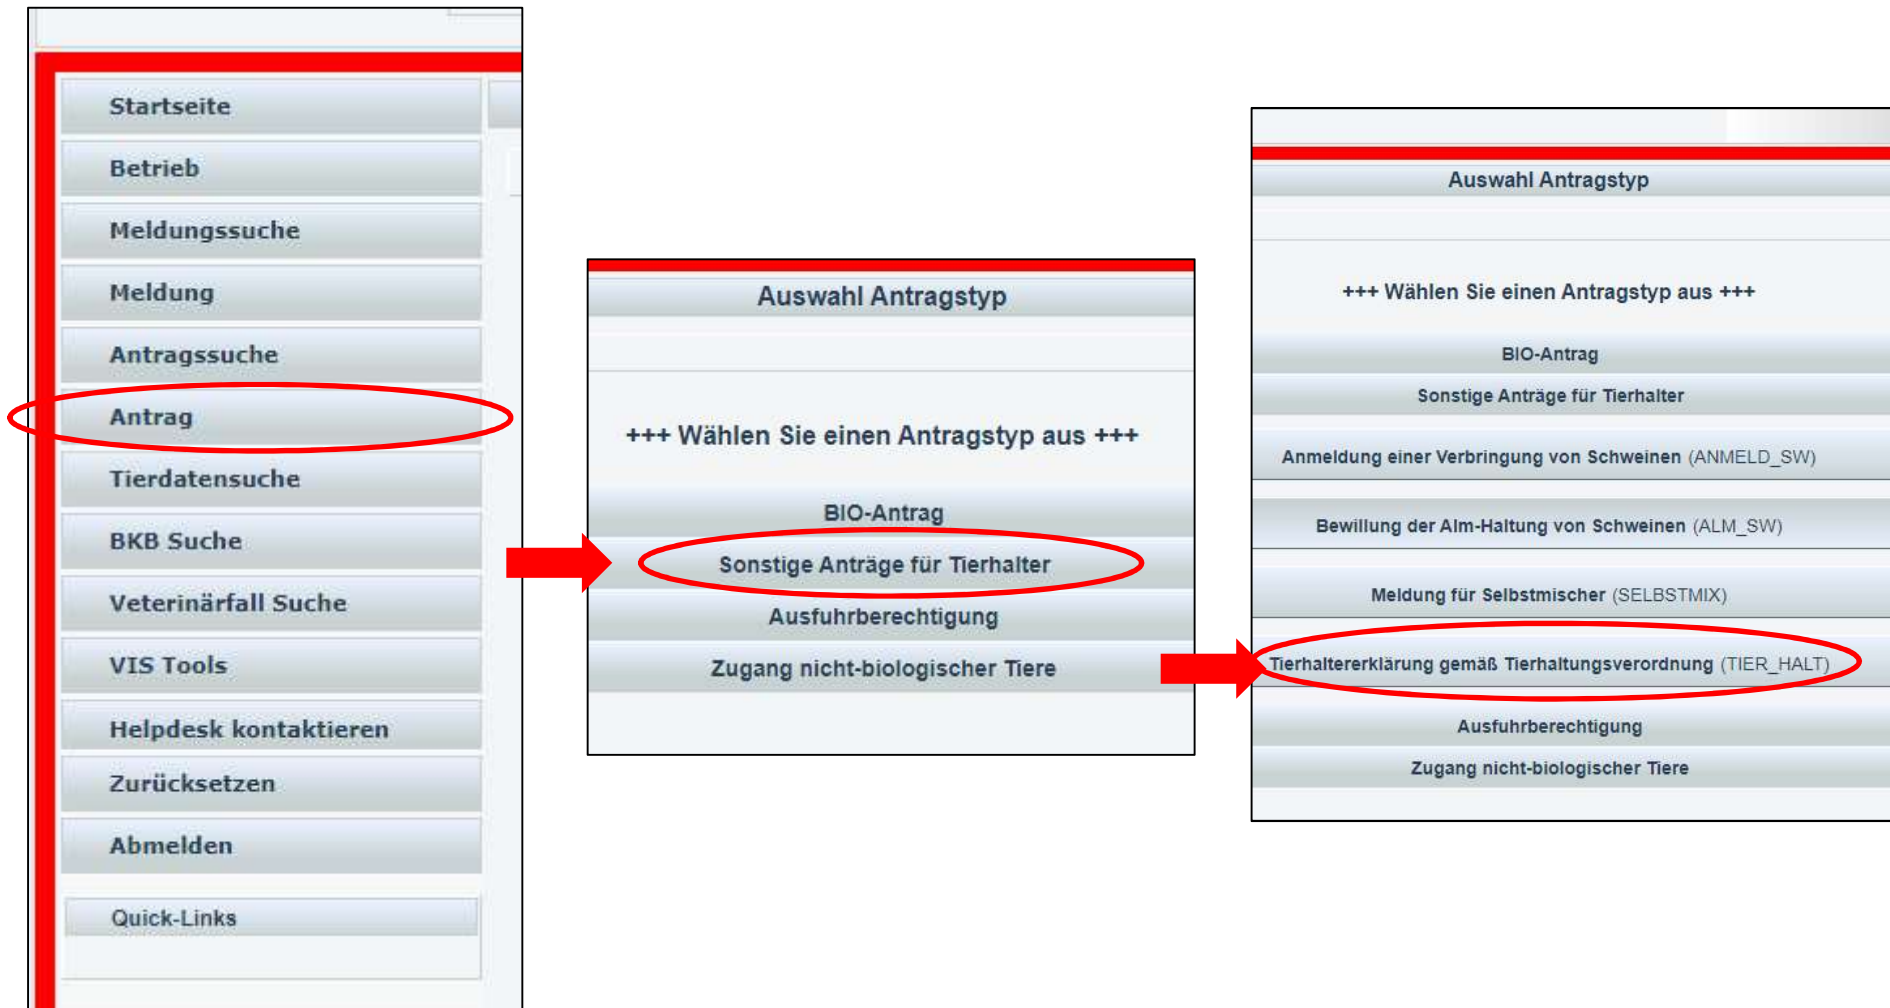 Startseite
Betrieb
Meldungssuche
Meldung
Antragssuche
Antrag
Tierdatensuche
BKB Suche
Veterinärfall Suche
VIS Tools
Helpdesk kontaktieren
Zurücksetzen
Abmelden
Quick-Links
Auswahl Antragstyp
+++ Wählen Sie einen Antragstyp aus +++
BIO-Antrag
Sonstige Anträge für Tierhalter
Ausfuhrberechtigung
Zugang nicht-biologischer Tiere
Auswahl Antragstyp
+++ Wählen Sie einen Antragstyp aus +++
BIO-Antrag
Sonstige Anträge für Tierhalter
Anmeldung einer Verbringung von Schweinen (ANMELD_SW)
Bewillung der Alm-Haltung von Schweinen (ALM_SW)
Meldung für Selbstmischer (SELBSTMIX)
Tierhaltererklärung gemäß Tierhaltungsverordnung (TIER_HALT)
Ausfuhrberechtigung
Zugang nicht-biologischer Tiere